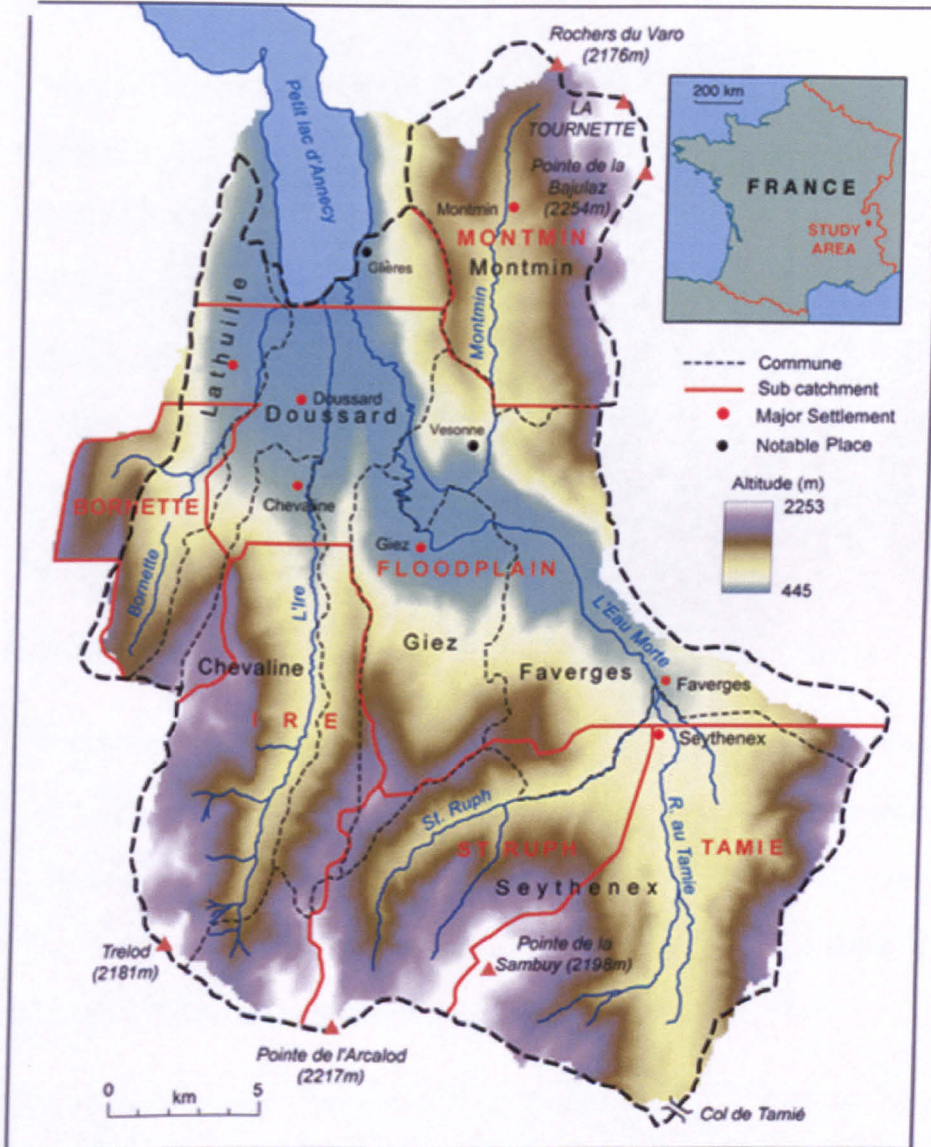 Rochers du Varo
(2176m)
LA
TOURNETTE
Pointe de la
Bajulaz
(2254m)
Petit lac d'Annecy
200 km
FRANCE
STUDY
AREA
Montmin
MONTMIN
Montmin
Glières
Montmin
Lathuille
Doussard
Doussard
Vesonne
Commune
Sub catchment
Major Settlement
Notable Place
Altitude (m)
2253
445
BORNETTE
Chevaline
Giez
FLOODPLAIN
Bornette
L'Ire
L'Eau Morte
Giez
Chevaline
Faverges
Faverges
IRE
Seythenex
St. Ruph
ST RUPH
R. au Tamie
TAMIE
Seythenex
Trelod
(2181m)
Pointe de la
Sambuy (2198m)
Pointe de l'Arcalod
(2217m)
0 5
km
Col de Tamié